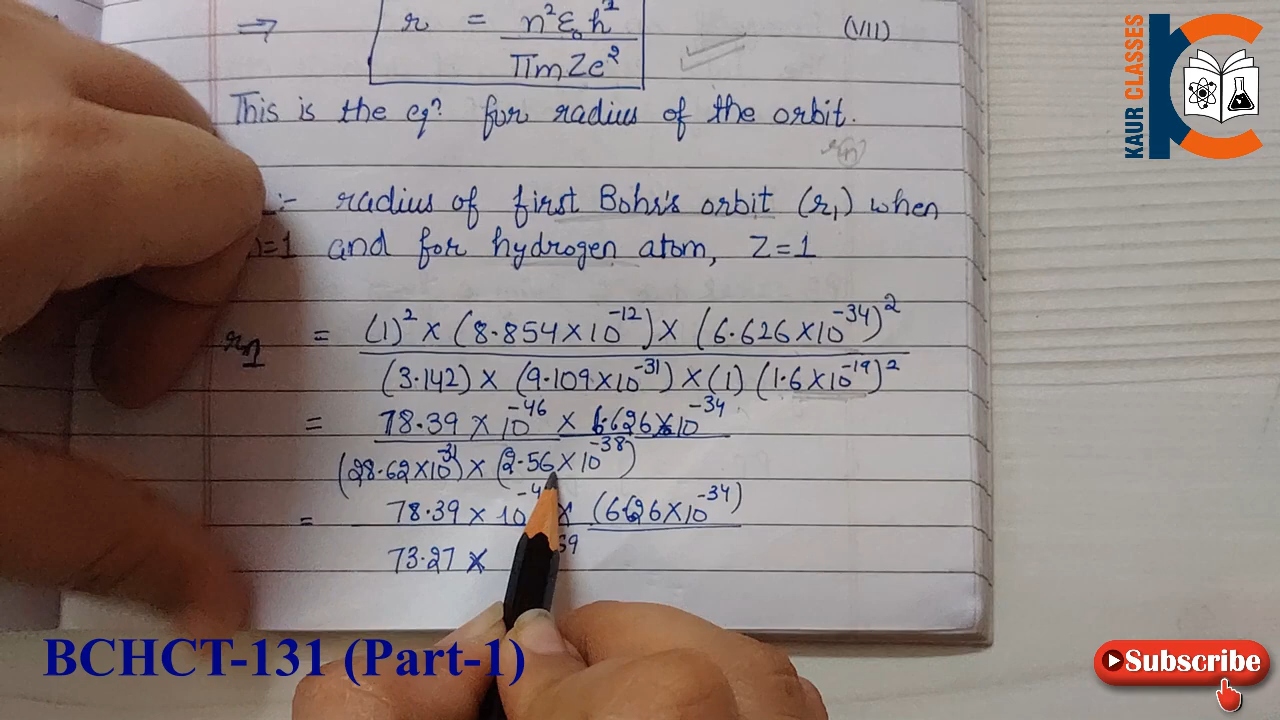 ⇒ r = n²ε₀h² / πmZe² (VII)
This is the eqn for radius of the orbit.
rn
:- radius of first Bohr's orbit (r₁) when
n=1 and for hydrogen atom, Z=1
= (1)² × (8.854×10⁻¹²) × (6.626×10⁻³⁴)²
(3.142) × (9.109×10⁻³¹) × (1) (1.6×10⁻¹⁹)²
= 78.39 × 10⁻⁴⁶ × 6.626×10⁻³⁴
(28.62×10⁻³¹) × (2.56×10⁻³⁸)
= 78.39 × 10 × (6.626×10⁻³⁴)
73.27 ×
KAUR CLASSES
BCHCT-131 (Part-1)
Subscribe